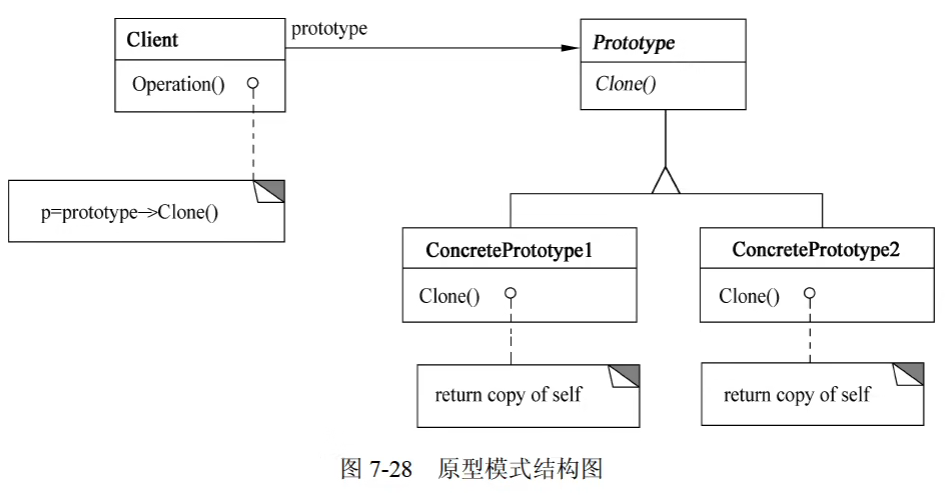 Client
prototype
Prototype
Operation()
Clone()
p=prototype->Clone()
ConcretePrototype1
ConcretePrototype2
Clone()
Clone()
return copy of self
return copy of self
图 7-28 原型模式结构图